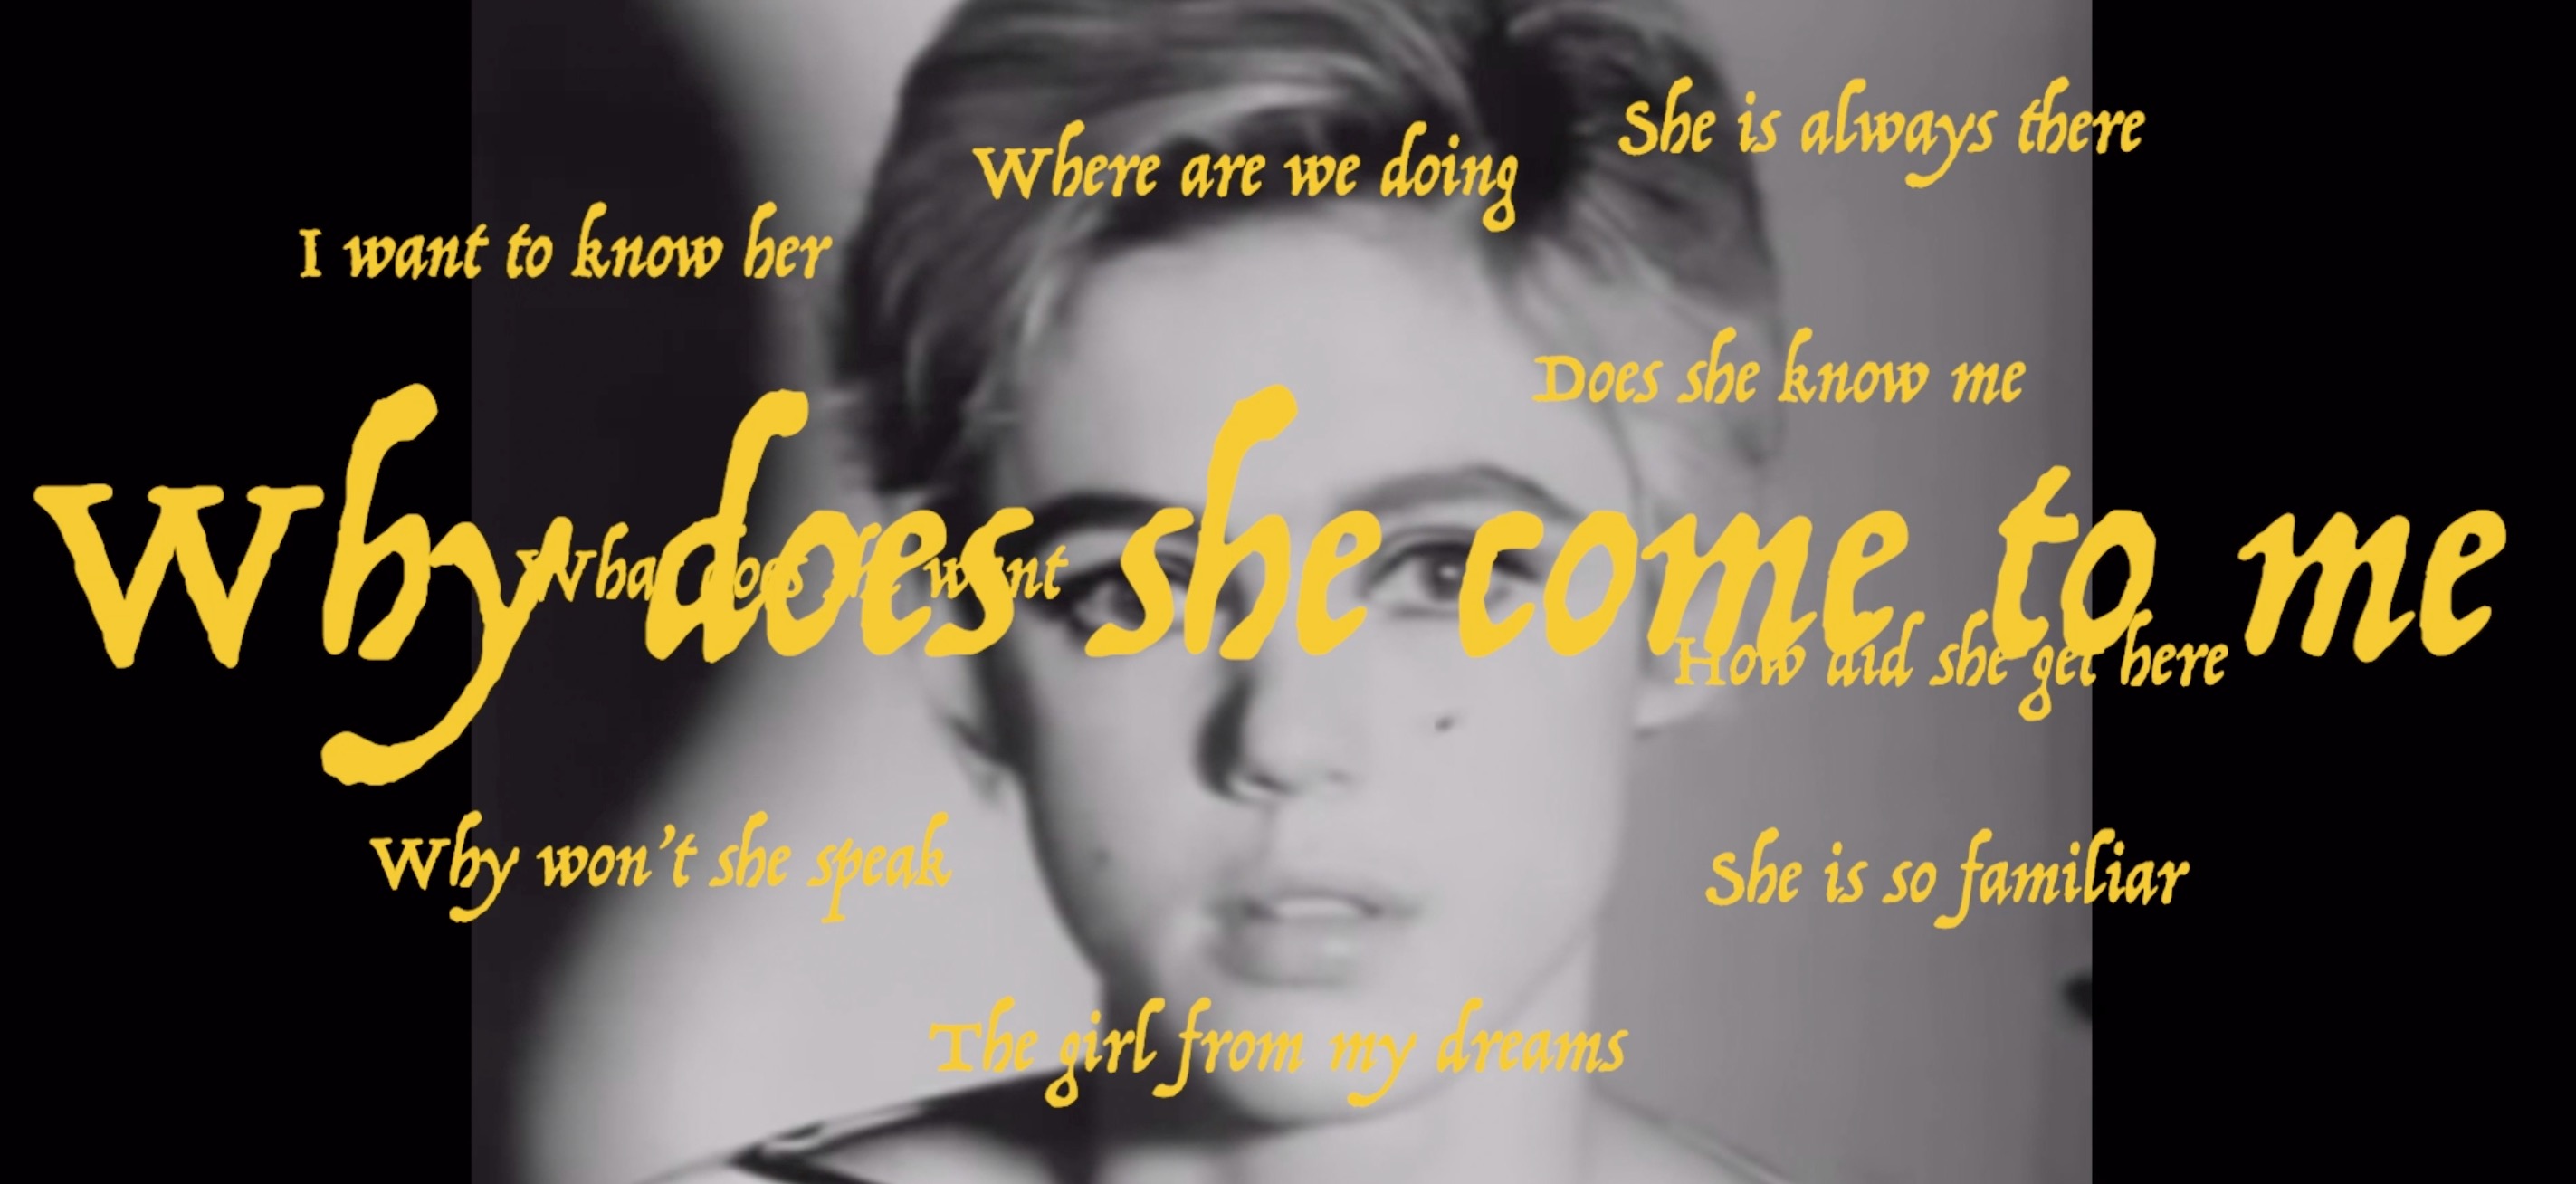 She is always there
Where are we doing
I want to know her
Does she know me
Why does she come to me
What does she want
How did she get here
Why won't she speak
She is so familiar
The girl from my dreams